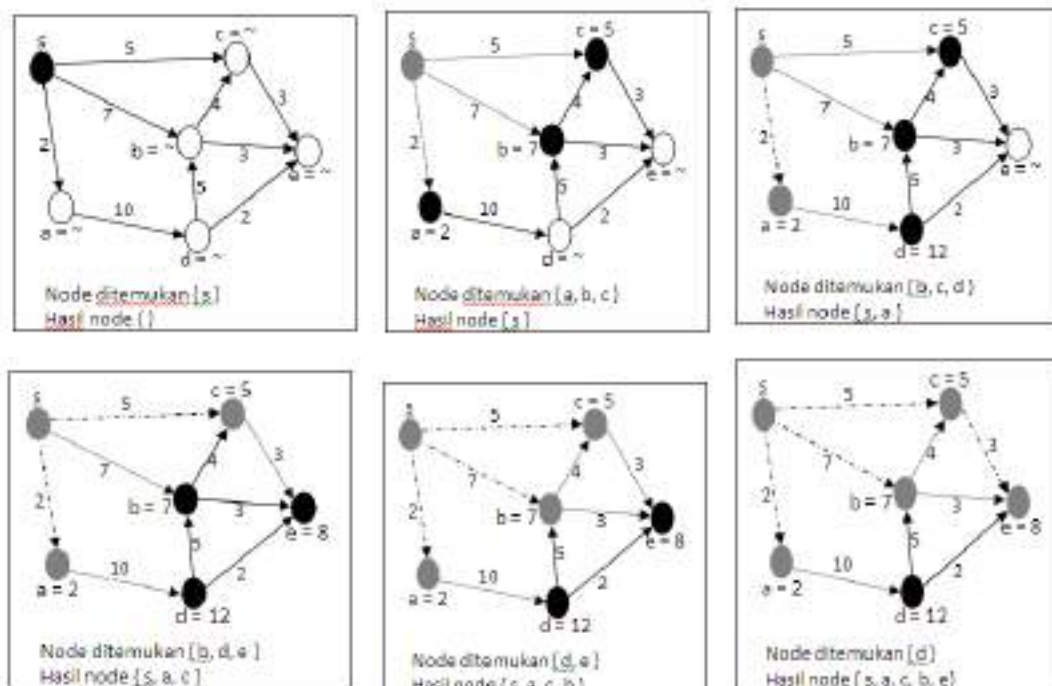 s
c = ~
5
7
4
3
2
b = ~
3
e = ~
5
10
2
a = ~
d = ~
Node ditemukan { s }
Hasil node { }
s
c = 5
5
7
4
3
2
b = 7
3
e = ~
5
10
2
a = 2
d = ~
Node ditemukan { a, b, c }
Hasil node { s }
s
c = 5
5
7
4
3
2
b = 7
3
e = ~
5
10
2
a = 2
d = 12
Node ditemukan { b, c, d }
Hasil node { s, a }
s
c = 5
5
7
4
3
2
b = 7
3
e = 8
5
10
2
a = 2
d = 12
Node ditemukan { b, d, e }
Hasil node { s, a, c }
s
c = 5
5
7
4
3
2
b = 7
3
e = 8
5
10
2
a = 2
d = 12
Node ditemukan { d, e }
Hasil node { s, a, c, b }
s
c = 5
5
7
4
3
2
b = 7
3
e = 8
5
10
2
a = 2
d = 12
Node ditemukan { d }
Hasil node { s, a, c, b, e }